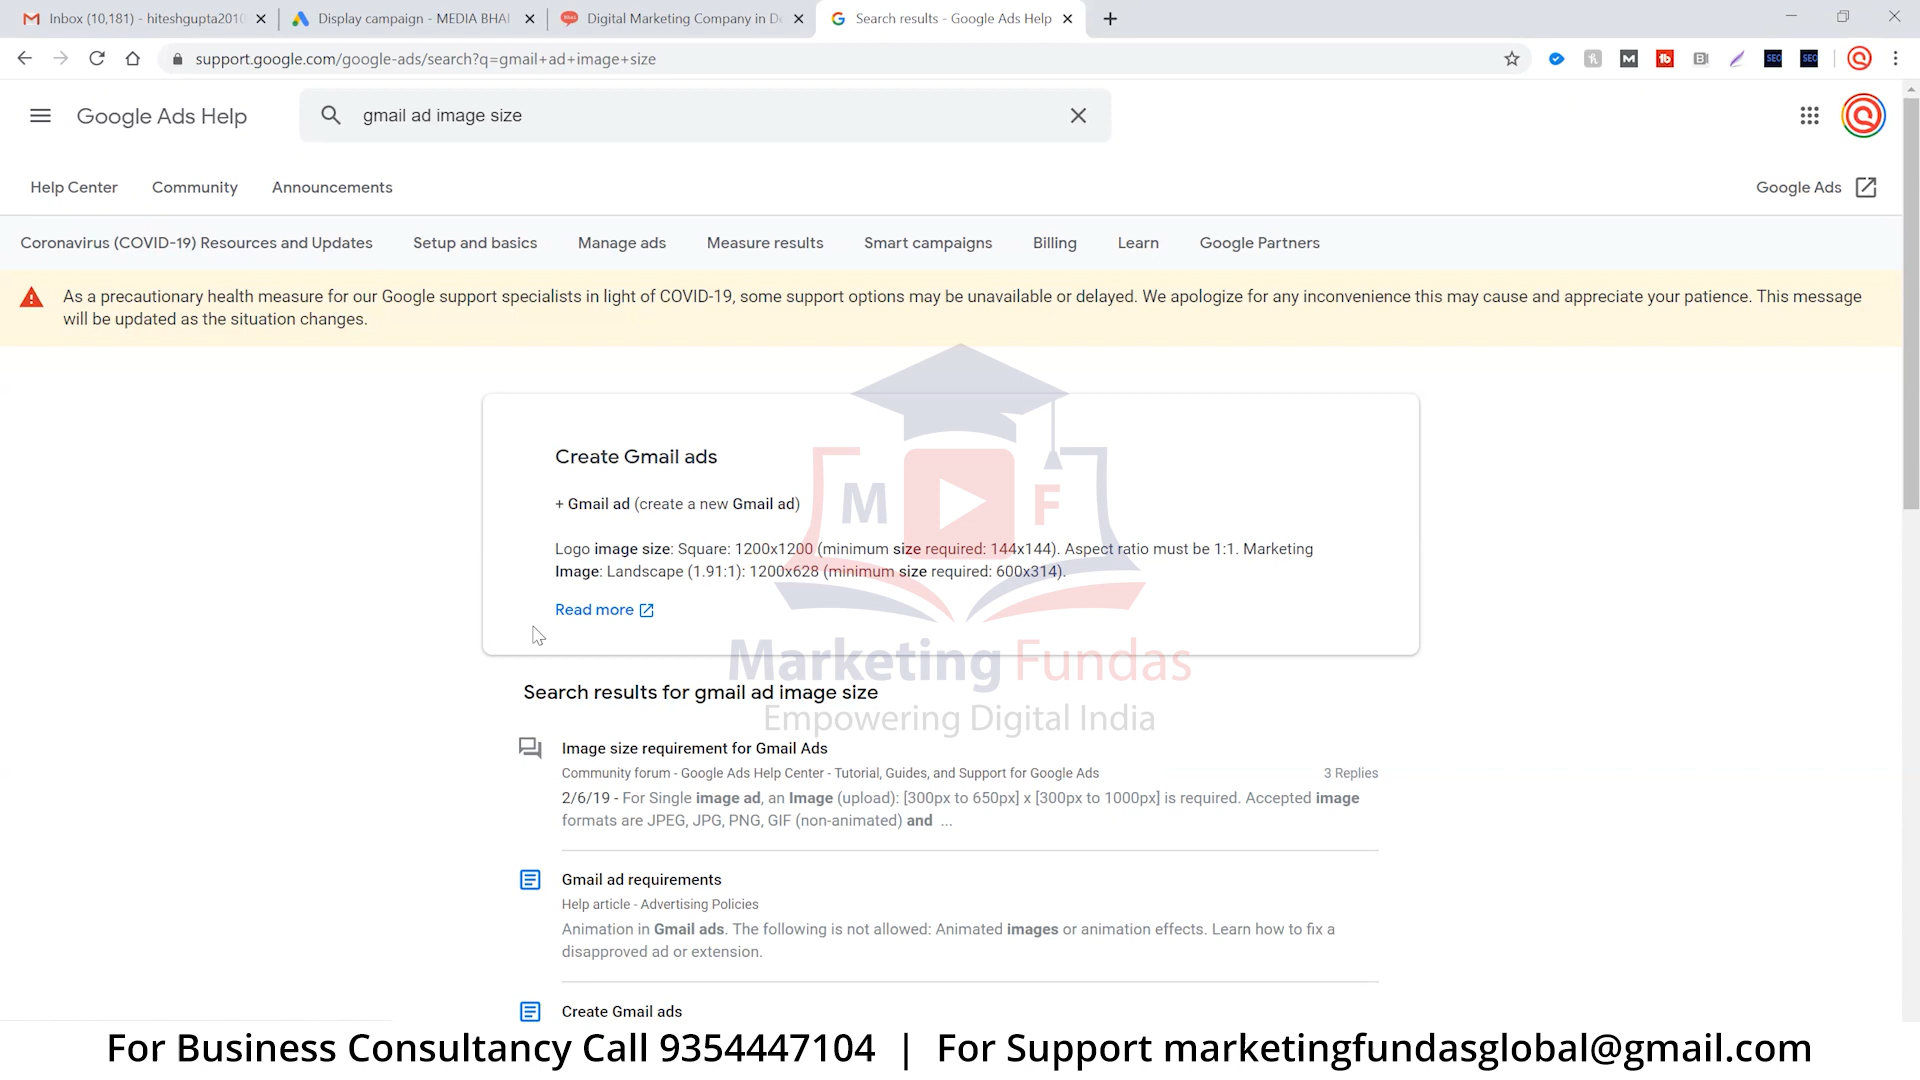 Inbox (10,181) - hiteshgupta2010
Display campaign - MEDIA BHAI
Digital Marketing Company in De
Search results - Google Ads Help
support.google.com/google-ads/search?q=gmail+ad+image+size
Google Ads Help
gmail ad image size
Help Center Community Announcements
Google Ads
Coronavirus (COVID-19) Resources and Updates Setup and basics Manage ads Measure results Smart campaigns Billing Learn Google Partners
As a precautionary health measure for our Google support specialists in light of COVID-19, some support options may be unavailable or delayed. We apologize for any inconvenience this may cause and appreciate your patience. This message
will be updated as the situation changes.
Create Gmail ads
+ Gmail ad (create a new Gmail ad)
M F
Logo image size: Square: 1200x1200 (minimum size required: 144x144). Aspect ratio must be 1:1. Marketing
Image: Landscape (1.91:1): 1200x628 (minimum size required: 600x314).
Read more
Marketing Fundas
Search results for gmail ad image size
Empowering Digital India
Image size requirement for Gmail Ads
Community forum - Google Ads Help Center - Tutorial, Guides, and Support for Google Ads
3 Replies
2/6/19 - For Single image ad, an Image (upload): [300px to 650px] x [300px to 1000px] is required. Accepted image
formats are JPEG, JPG, PNG, GIF (non-animated) and ...
Gmail ad requirements
Help article - Advertising Policies
Animation in Gmail ads. The following is not allowed: Animated images or animation effects. Learn how to fix a
disapproved ad or extension.
Create Gmail ads
For Business Consultancy Call 9354447104 | For Support marketingfundasglobal@gmail.com